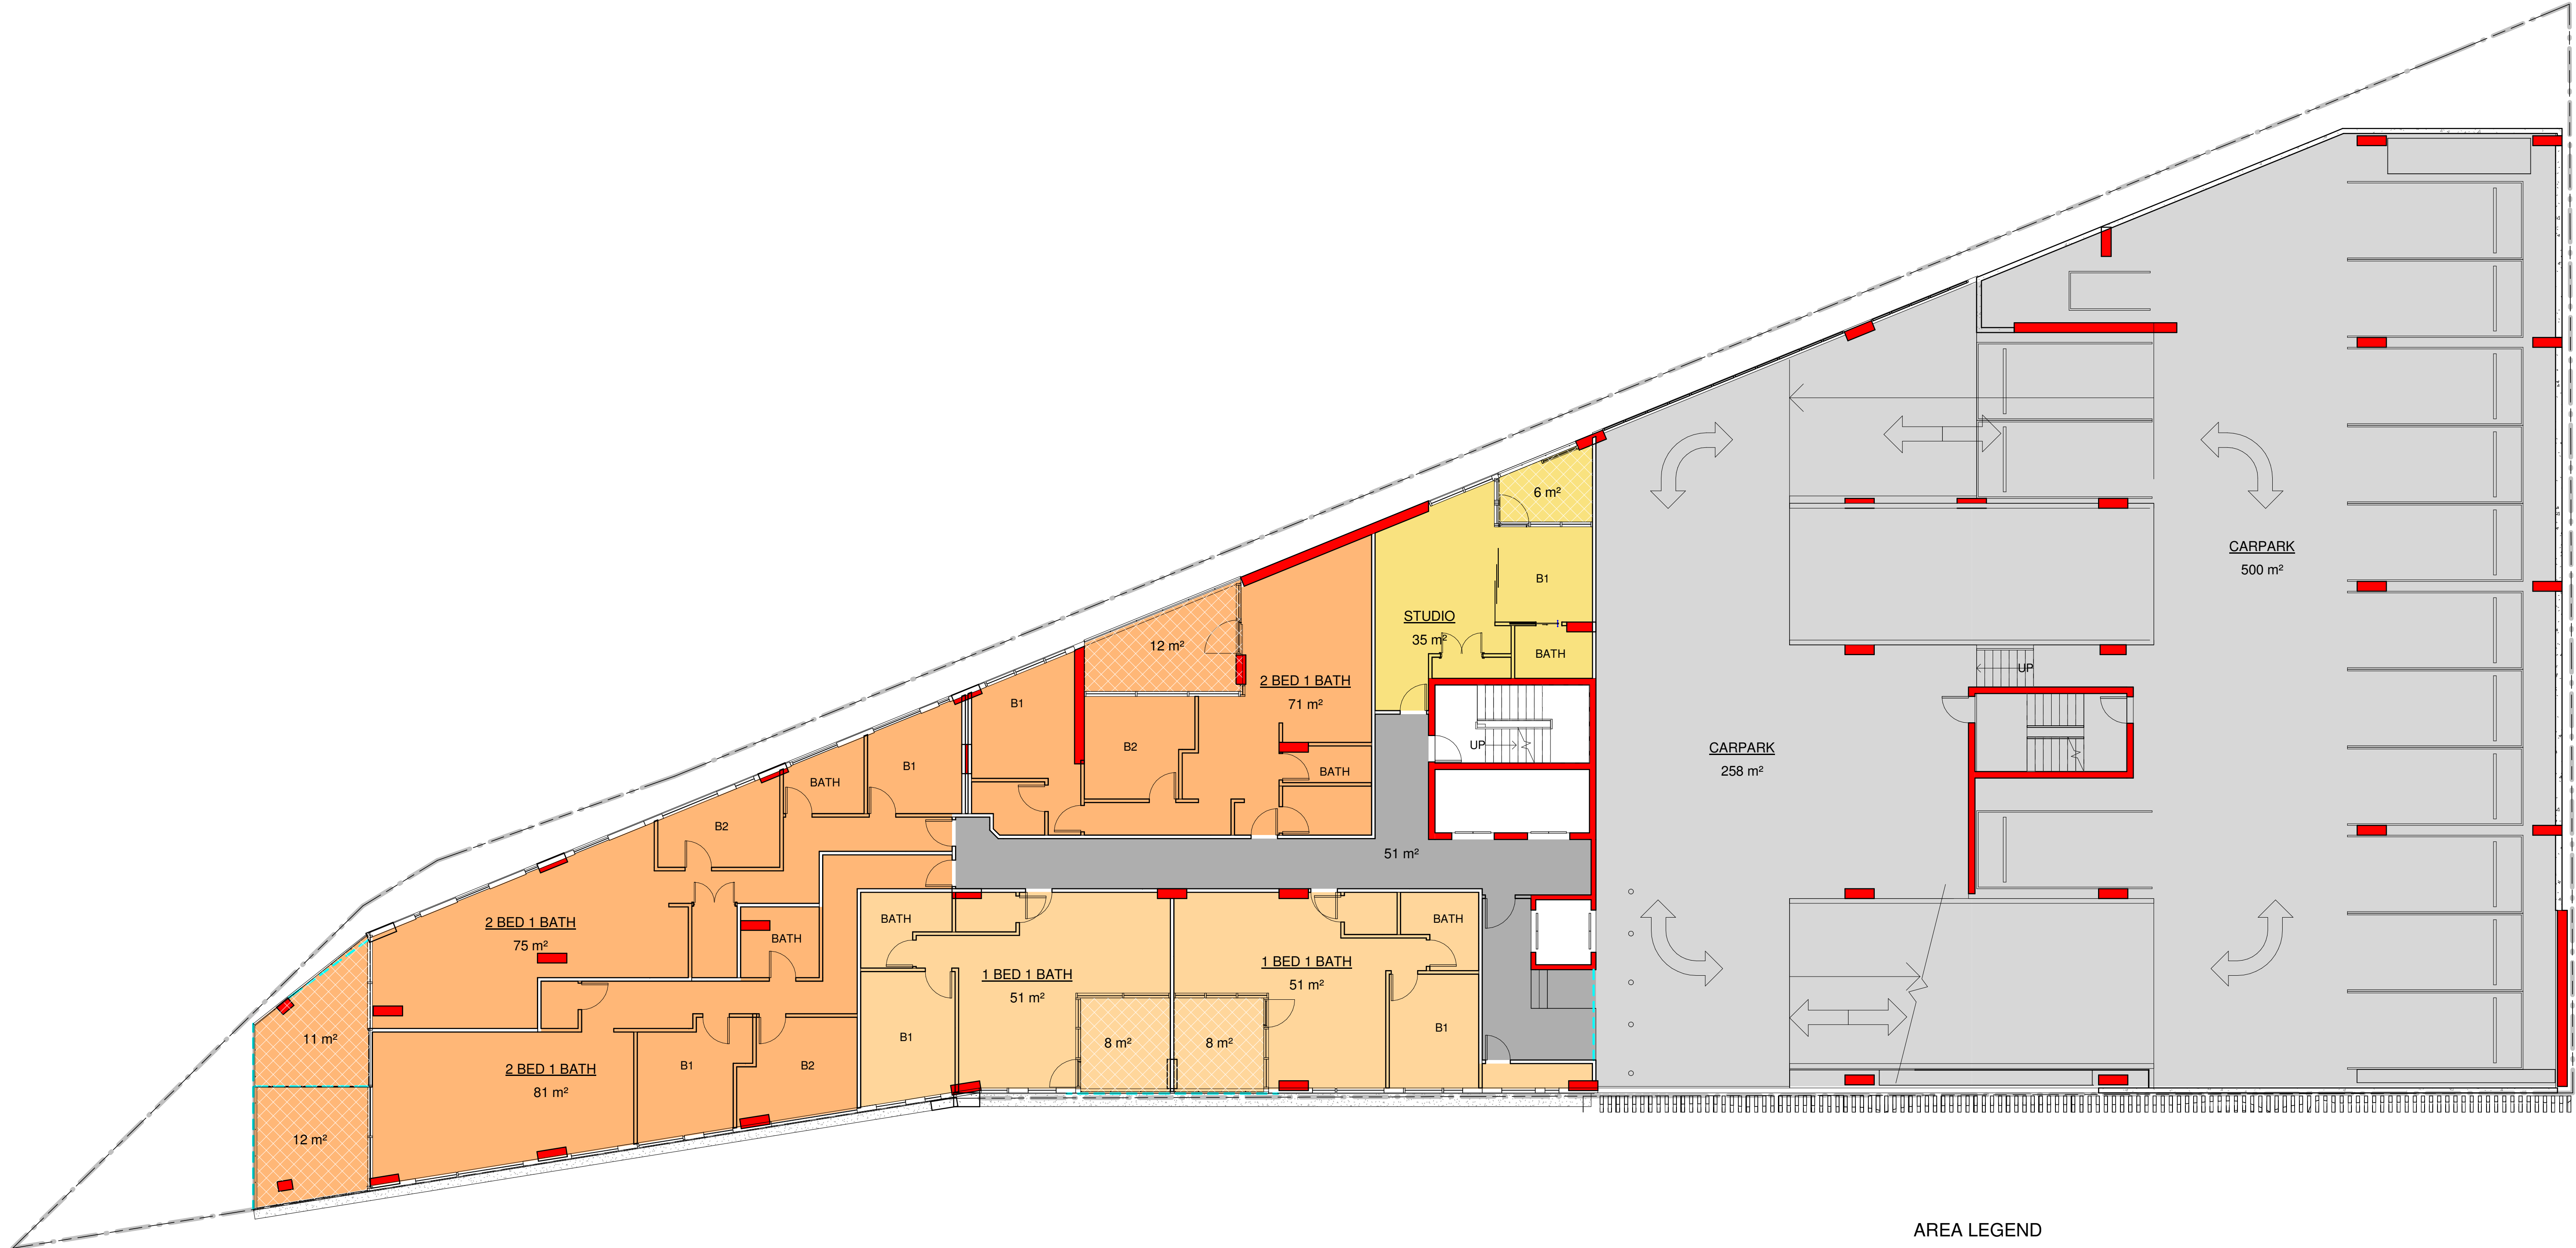 6 m²
CARPARK
500 m²
B1
STUDIO
35 m²
BATH
12 m²
UP
2 BED 1 BATH
71 m²
B1
B2
UP
CARPARK
258 m²
BATH
B1
BATH
B2
51 m²
2 BED 1 BATH
75 m²
BATH
BATH
BATH
1 BED 1 BATH
51 m²
1 BED 1 BATH
51 m²
11 m²
B1
8 m²
8 m²
B1
2 BED 1 BATH
81 m²
B1
B2
12 m²
AREA LEGEND